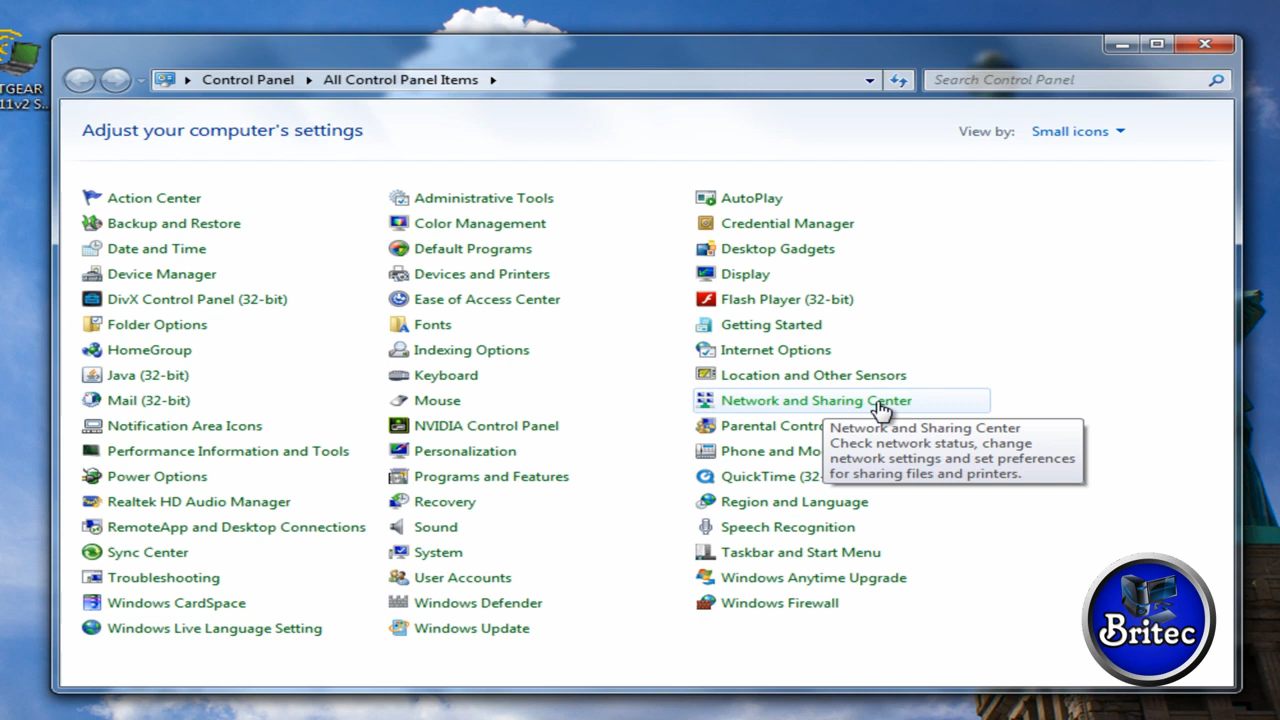 TGEAR
11v2 S...
Control Panel
All Control Panel Items
Search Control Panel
Adjust your computer's settings
View by: Small icons
Action Center
Backup and Restore
Date and Time
Device Manager
DivX Control Panel (32-bit)
Folder Options
HomeGroup
Java (32-bit)
Mail (32-bit)
Notification Area Icons
Performance Information and Tools
Power Options
Realtek HD Audio Manager
RemoteApp and Desktop Connections
Sync Center
Troubleshooting
Windows CardSpace
Windows Live Language Setting
Administrative Tools
Color Management
Default Programs
Devices and Printers
Ease of Access Center
Fonts
Indexing Options
Keyboard
Mouse
NVIDIA Control Panel
Personalization
Programs and Features
Recovery
Sound
System
User Accounts
Windows Defender
Windows Update
AutoPlay
Credential Manager
Desktop Gadgets
Display
Flash Player (32-bit)
Getting Started
Internet Options
Location and Other Sensors
Network and Sharing Center
Parental Contro
Phone and Mo
QuickTime (32-
Region and Language
Speech Recognition
Taskbar and Start Menu
Windows Anytime Upgrade
Windows Firewall
Network and Sharing Center
Check network status, change
network settings and set preferences
for sharing files and printers.
Britec